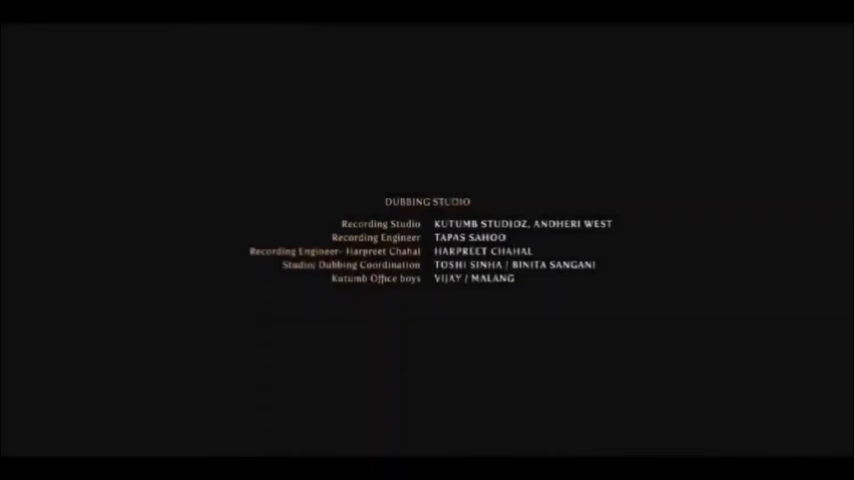 DUBBING STUDIO
Recording Studio KUTUMB STUDIOZ, ANDHERI WEST
Recording Engineer TAPAS SAHOO
Recording Engineer- Harpreet Chahal HARPREET CHAHAL
Studio/ Dubbing Coordination TOSHI SINHA / BINITA SANGANI
Kutumb Office boys VIJAY / MALANG